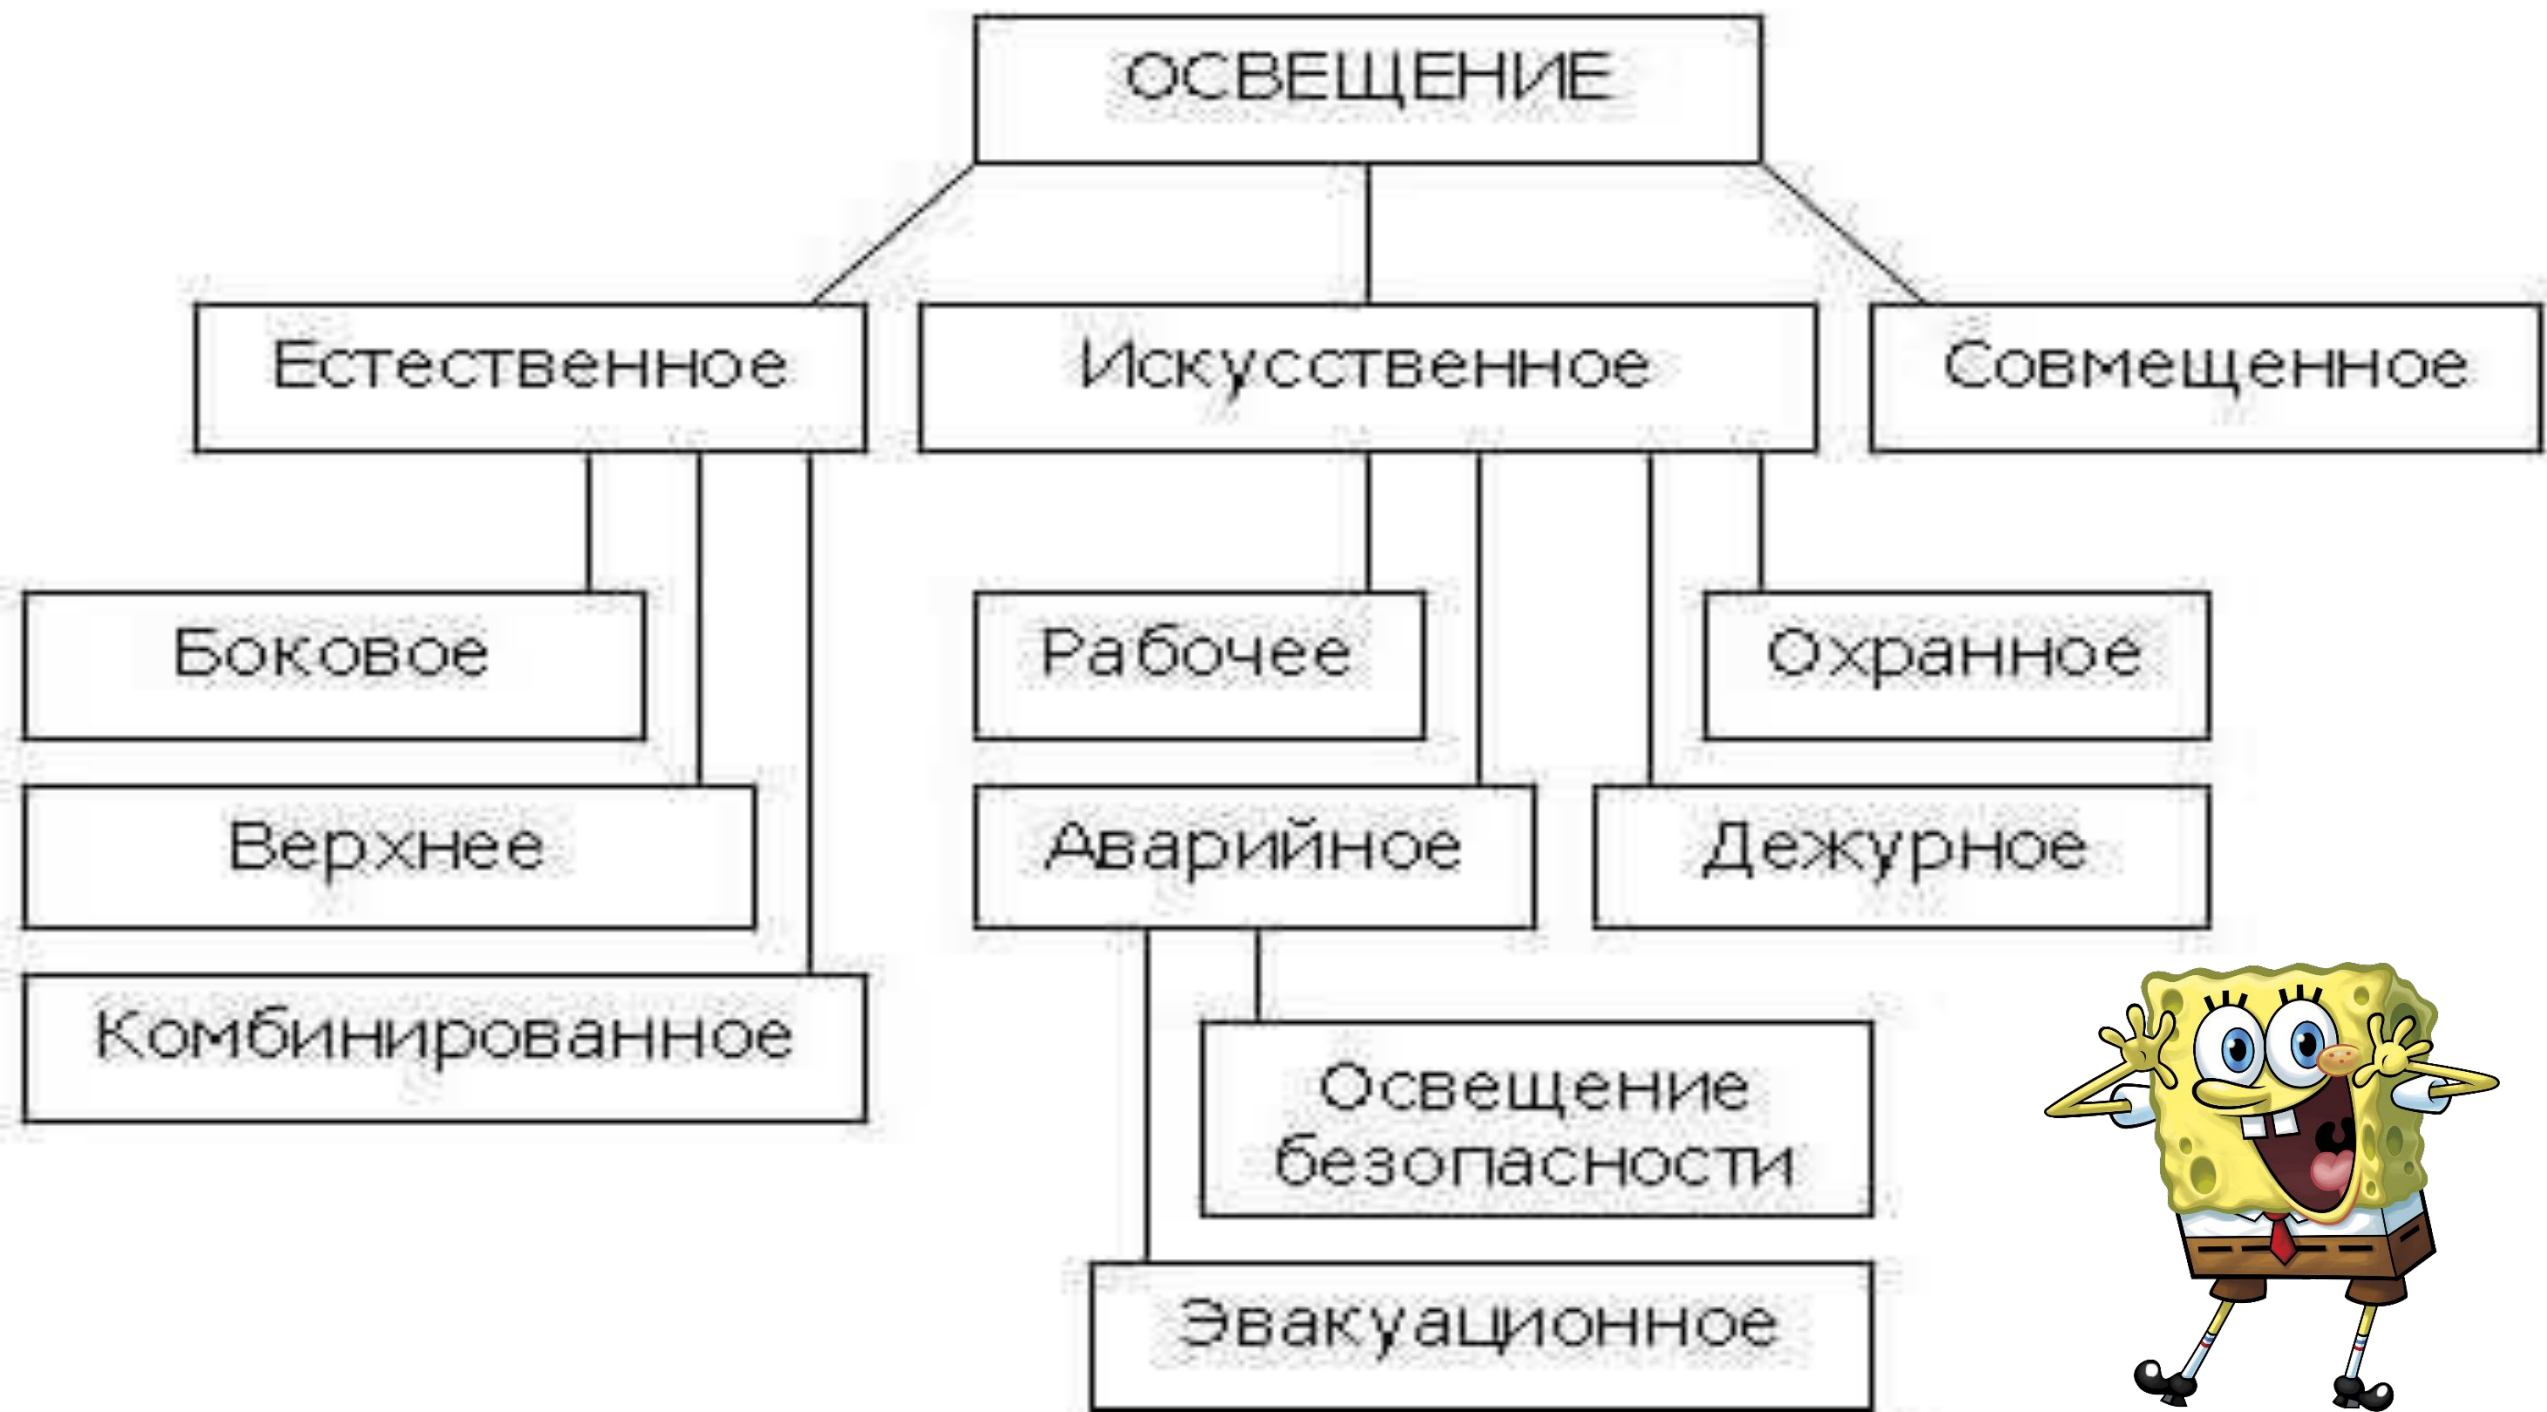 ОСВЕЩЕНИЕ
Естественное
Искусственное
Совмещенное
Боковое
Рабочее
Охранное
Верхнее
Аварийное
Дежурное
Комбинированное
Освещение
безопасности
Эвакуационное